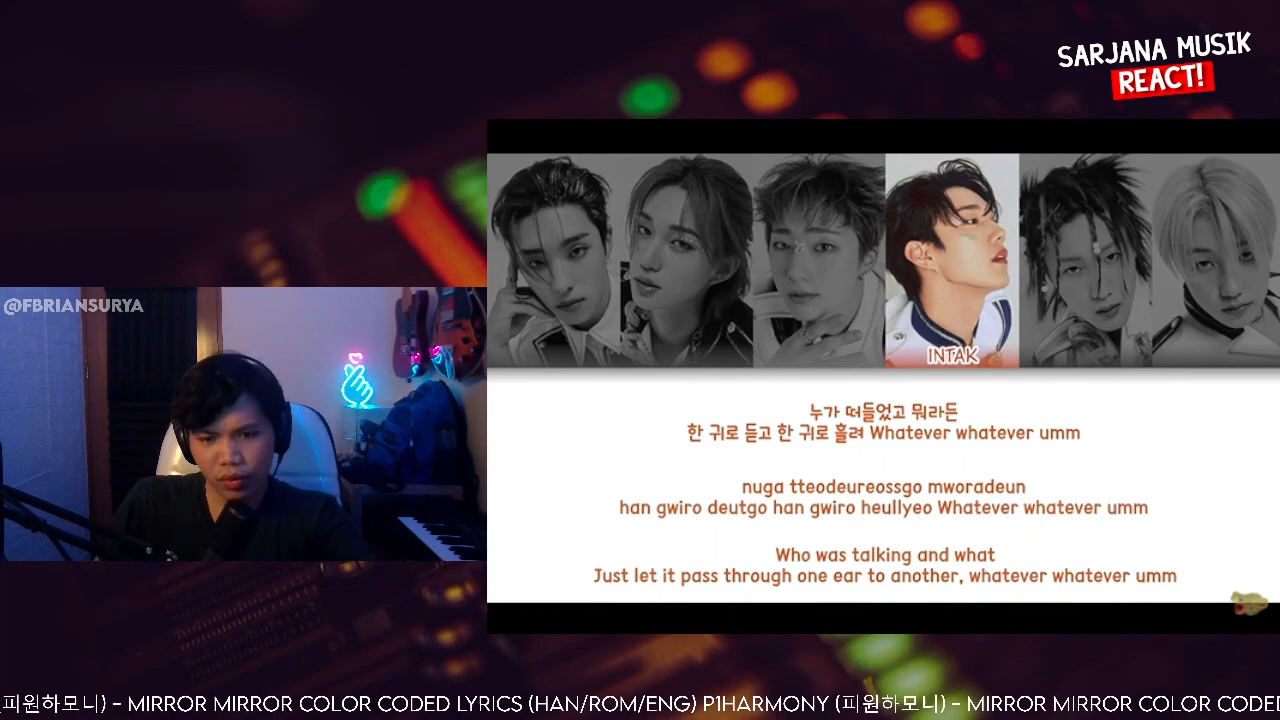 SARJANA MUSIK
REACT!
@FBRIANSURYA
INTAK
누가 떠들었고 뭐라든
한 귀로 듣고 한 귀로 흘려 Whatever whatever umm
nuga tteodeureossgo mworadeun
han gwiro deutgo han gwiro heullyeo Whatever whatever umm
Who was talking and what
Just let it pass through one ear to another, whatever whatever umm
피원하모니) - MIRROR MIRROR COLOR CODED LYRICS (HAN/ROM/ENG) P1HARMONY (피원하모니) - MIRROR MIRROR COLOR CODED